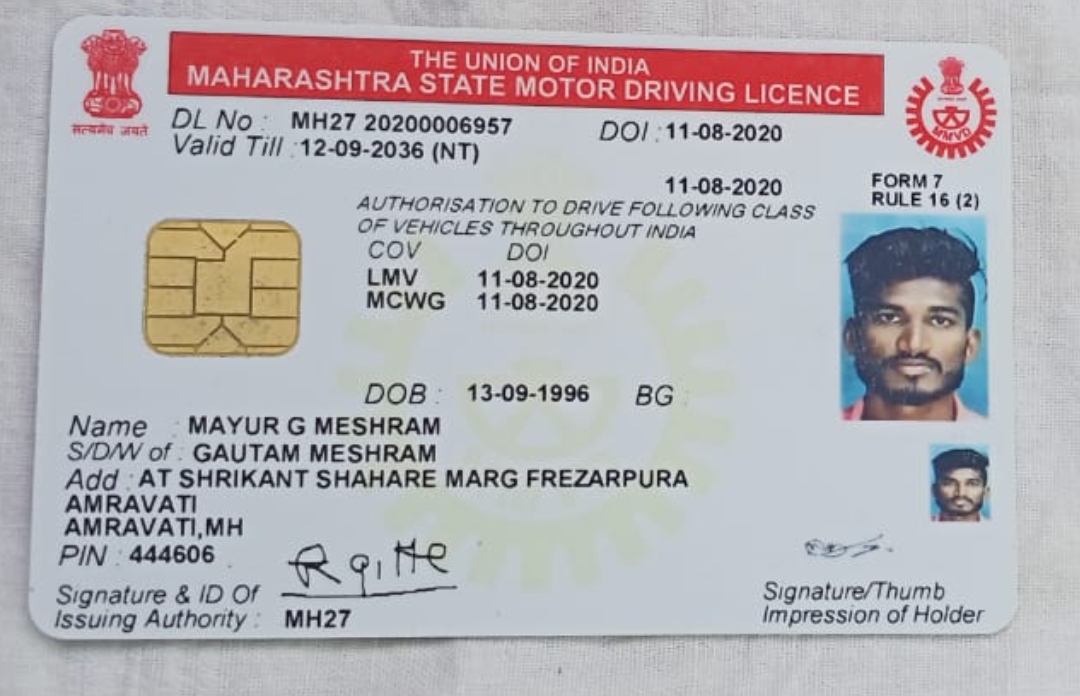 THE UNION OF INDIA
MAHARASHTRA STATE MOTOR DRIVING LICENCE
सत्यमेव जयते
MMVD
DL No : MH27 20200006957 DOI : 11-08-2020
Valid Till : 12-09-2036 (NT)
11-08-2020
FORM 7
RULE 16 (2)
AUTHORISATION TO DRIVE FOLLOWING CLASS
OF VEHICLES THROUGHOUT INDIA
COV DOI
LMV 11-08-2020
MCWG 11-08-2020
DOB : 13-09-1996 BG :
Name : MAYUR G MESHRAM
S/D/W of : GAUTAM MESHRAM
Add : AT SHRIKANT SHAHARE MARG FREZARPURA
AMRAVATI
AMRAVATI,MH
PIN : 444606
Signature & ID Of
Issuing Authority : MH27
Signature/Thumb
Impression of Holder